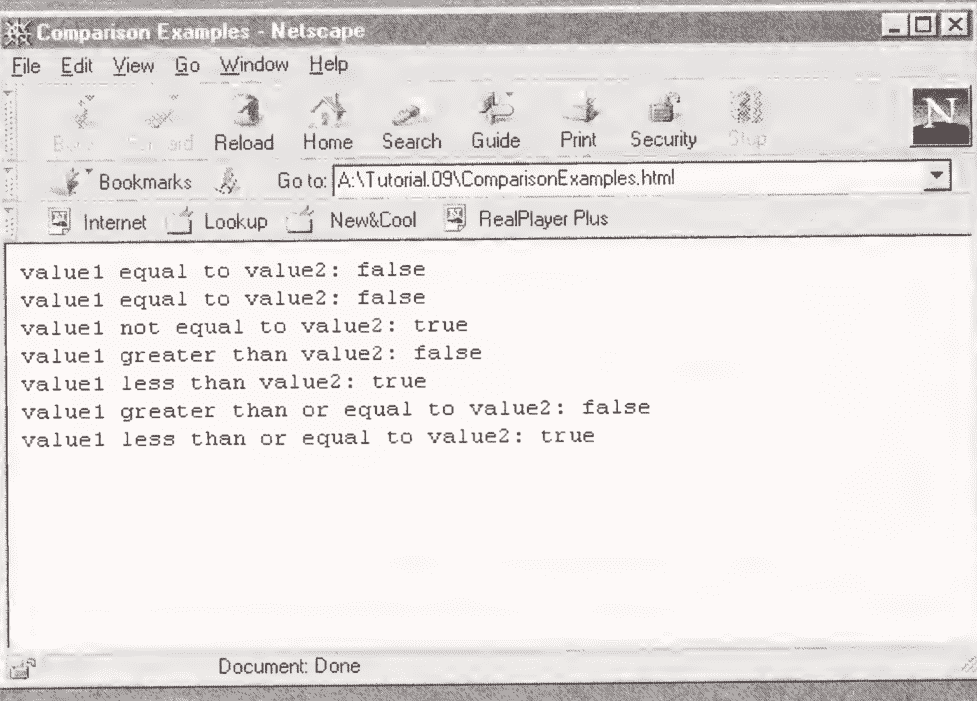 Comparison Examples - Netscape
File Edit View Go Window Help
Reload Home Search Guide Print Security Stop
Bookmarks Go to: A:\Tutorial.09\ComparisonExamples.html
N
Internet Lookup New&Cool RealPlayer Plus
value1 equal to value2: false
value1 equal to value2: false
value1 not equal to value2: true
value1 greater than value2: false
value1 less than value2: true
value1 greater than or equal to value2: false
value1 less than or equal to value2: true
Document: Done